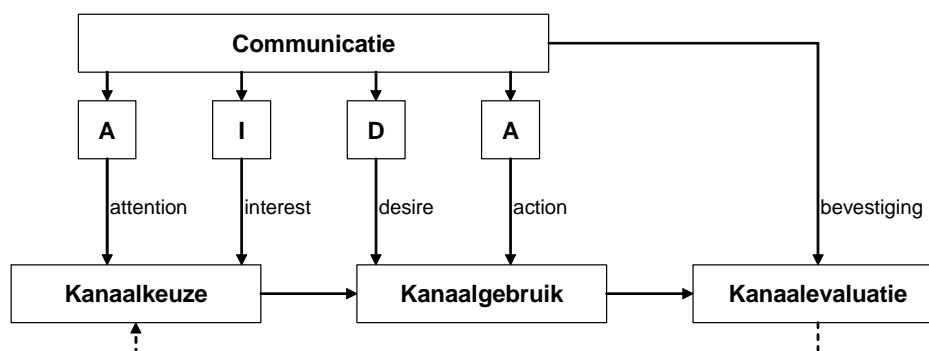 Communicatie
A I D A
attention interest desire action bevestiging
Kanaalkeuze Kanaalgebruik Kanaalevaluatie